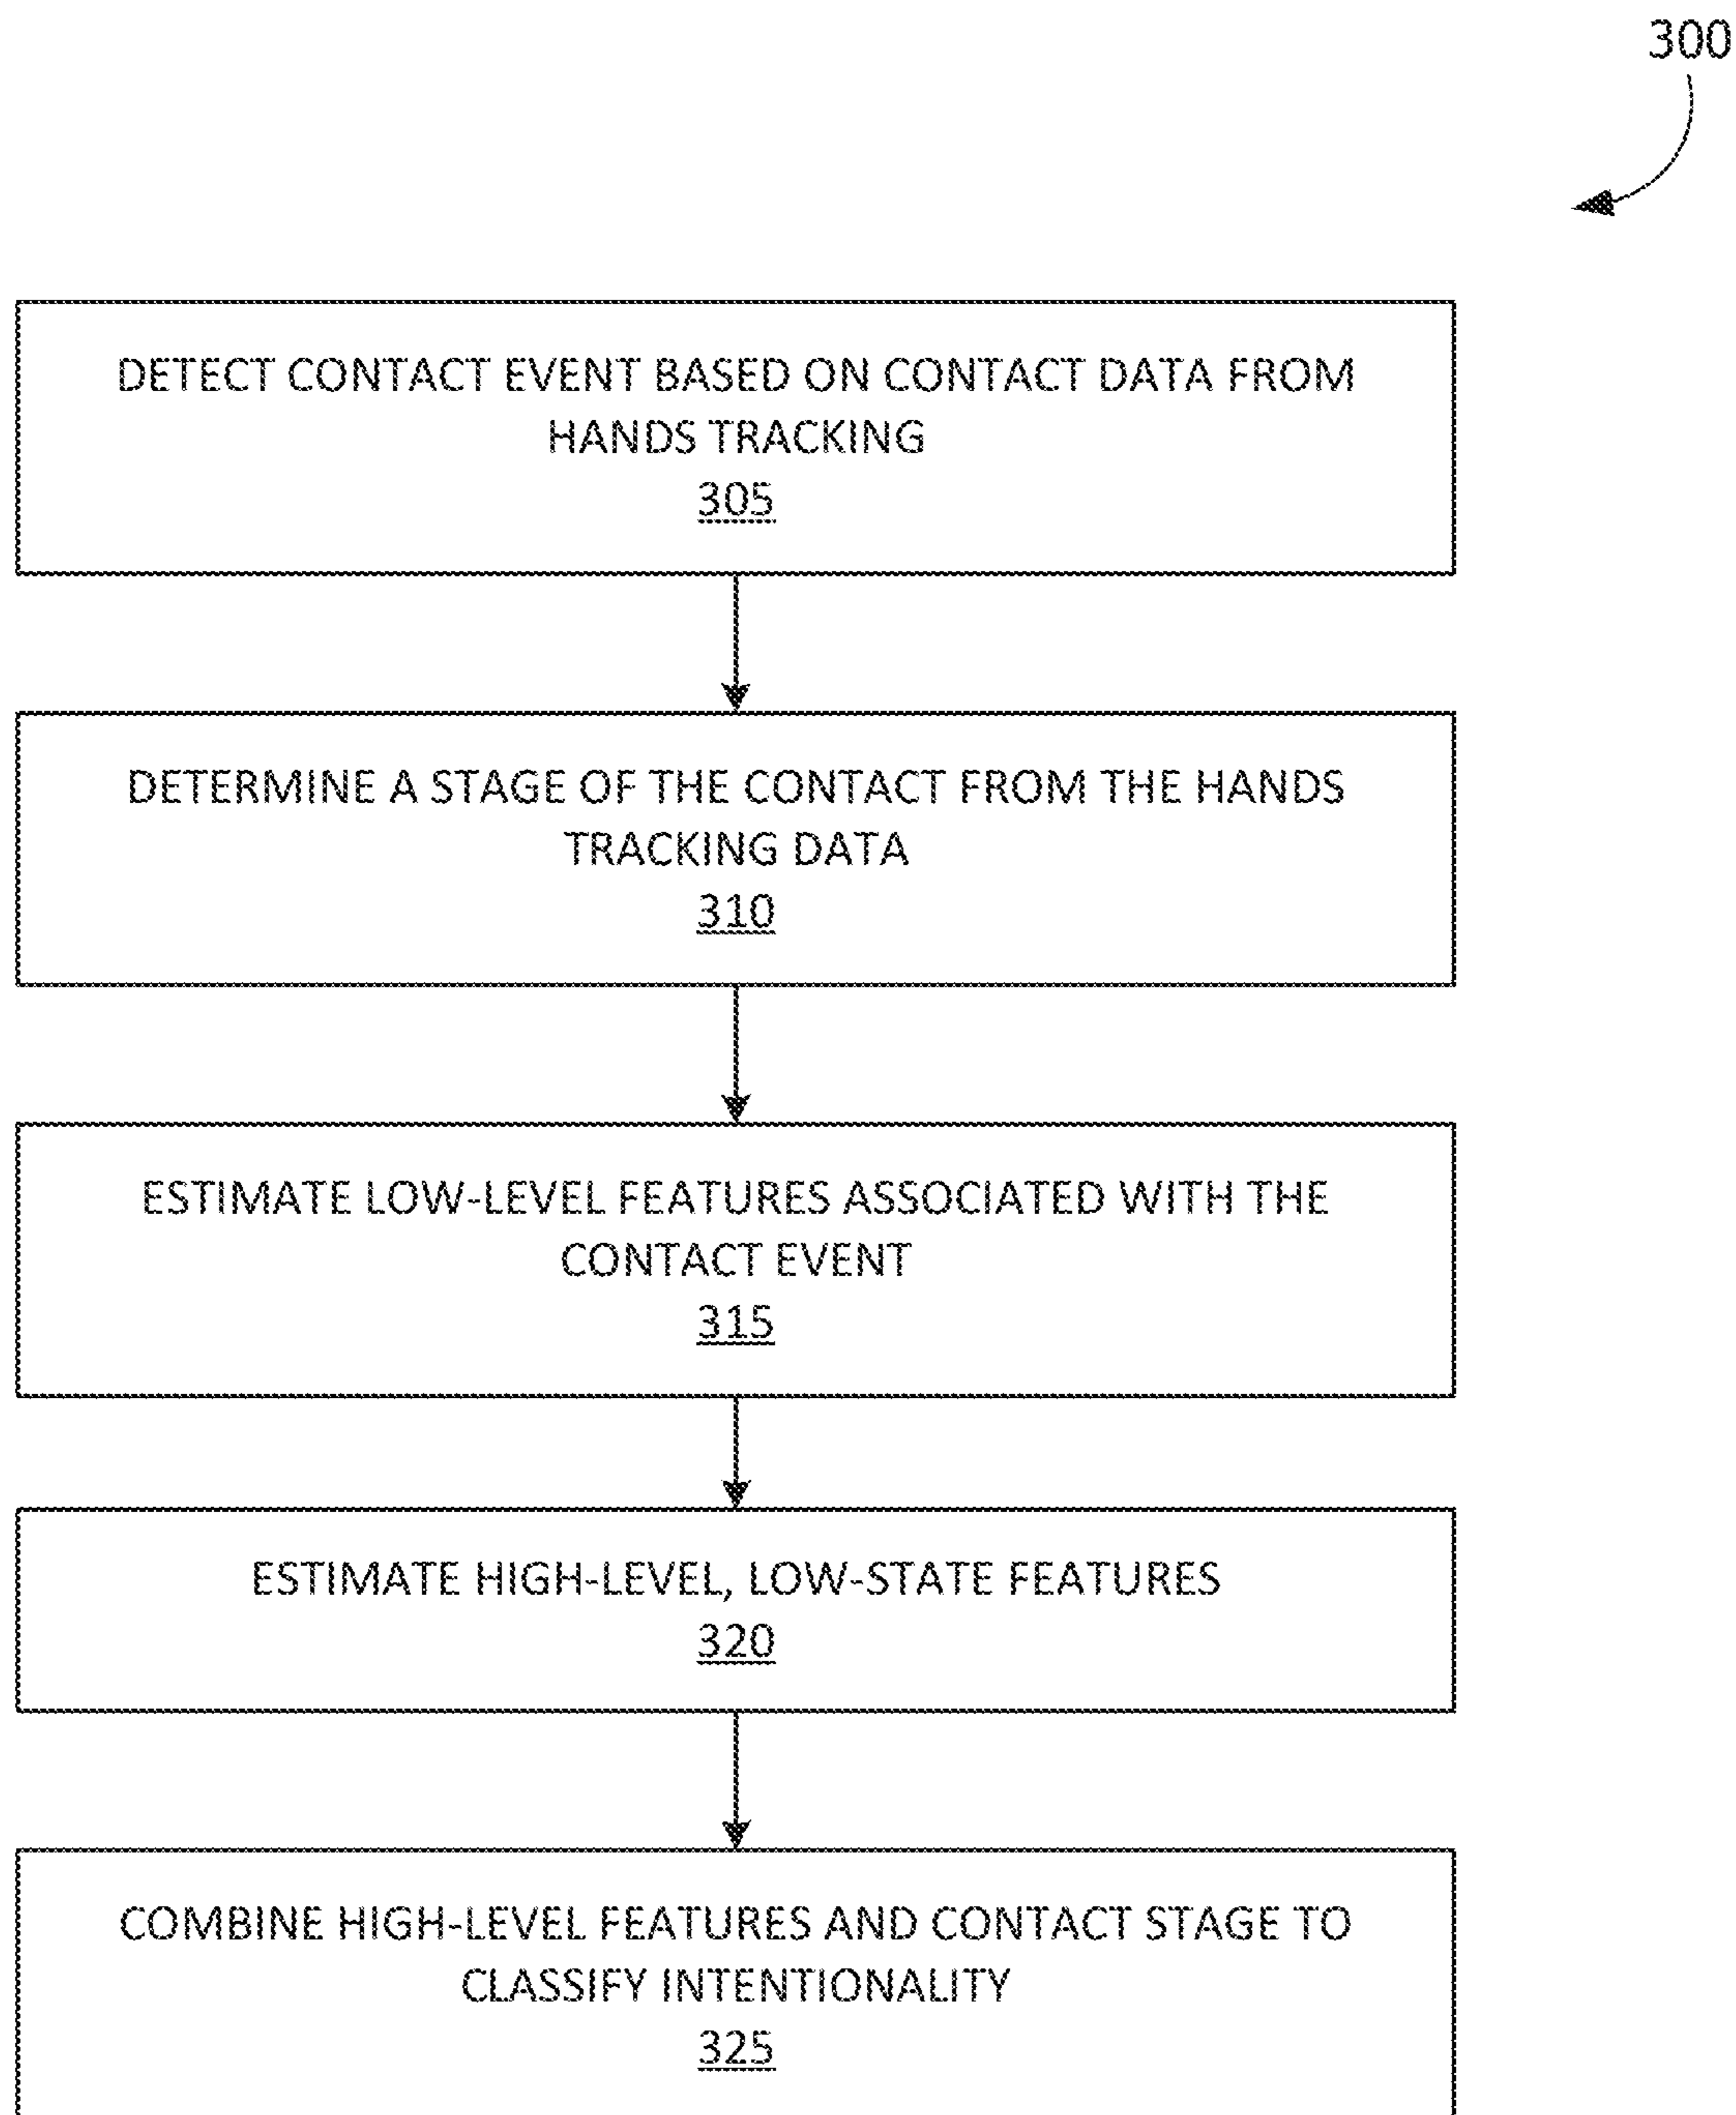 300
DETECT CONTACT EVENT BASED ON CONTACT DATA FROM
HANDS TRACKING
305
DETERMINE A STAGE OF THE CONTACT FROM THE HANDS
TRACKING DATA
310
ESTIMATE LOW-LEVEL FEATURES ASSOCIATED WITH THE
CONTACT EVENT
315
ESTIMATE HIGH-LEVEL, LOW-STATE FEATURES
320
COMBINE HIGH-LEVEL FEATURES AND CONTACT STAGE TO
CLASSIFY INTENTIONALITY
325